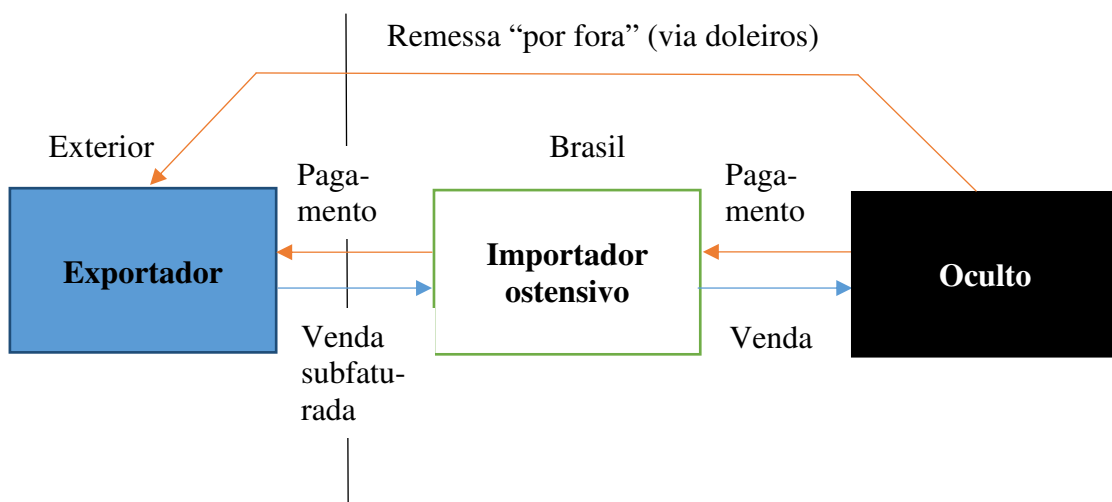 Remessa “por fora” (via doleiros)
Exterior
Brasil
Paga-
mento
Paga-
mento
Exportador
Importador
ostensivo
Oculto
Venda
subfatu-
rada
Venda